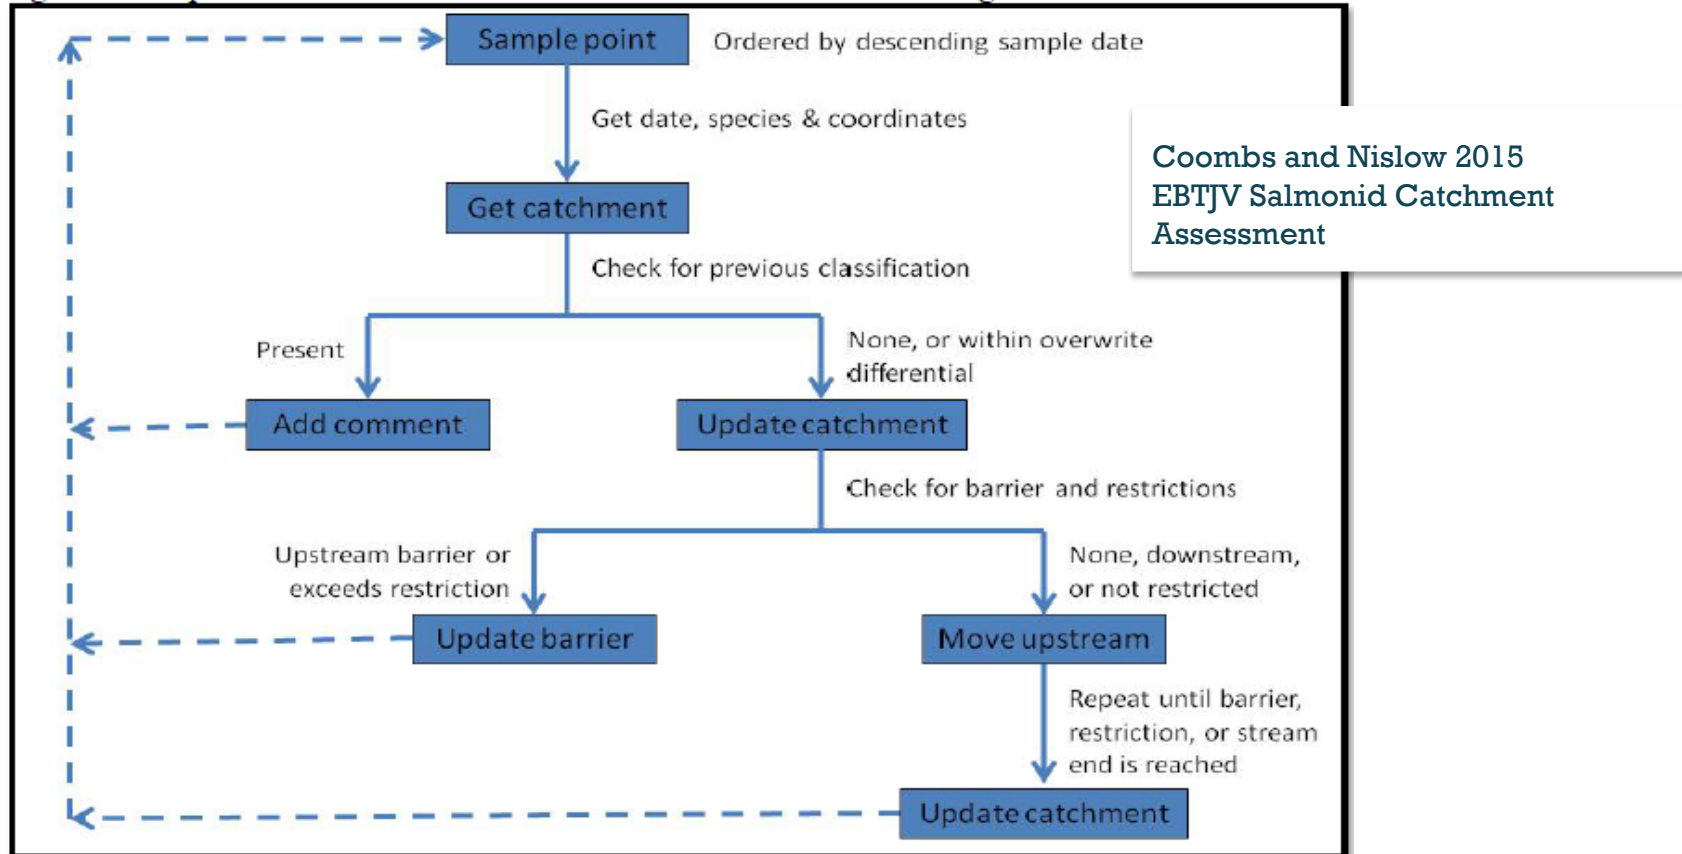 Sample point
Ordered by descending sample date
Get date, species & coordinates
Coombs and Nislow 2015
EBTJV Salmonid Catchment
Assessment
Get catchment
Check for previous classification
Present
None, or within overwrite
differential
Add comment
Update catchment
Check for barrier and restrictions
Upstream barrier or
exceeds restriction
None, downstream,
or not restricted
Update barrier
Move upstream
Repeat until barrier,
restriction, or stream
end is reached
Update catchment